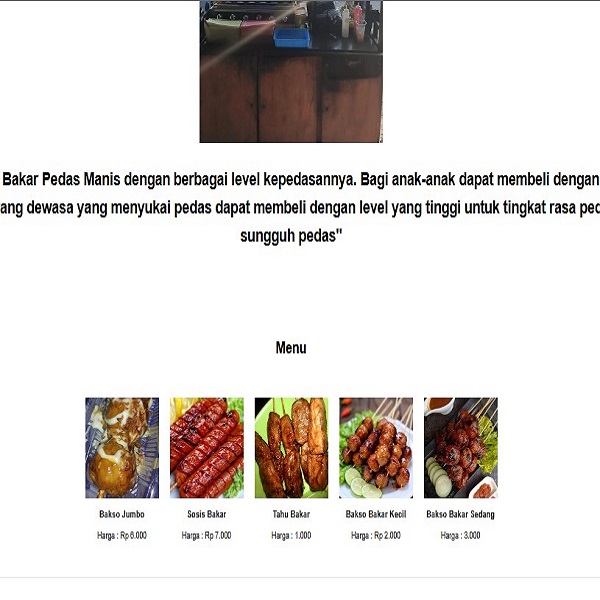 Bakar Pedas Manis dengan berbagai level kepedasannya. Bagi anak-anak dapat membeli dengan
ang dewasa yang menyukai pedas dapat membeli dengan level yang tinggi untuk tingkat rasa ped
sungguh pedas"
Menu
Bakso Jumbo Sosis Bakar Tahu Bakar Bakso Bakar Kecil Bakso Bakar Sedang
Harga : Rp 6.000 Harga : Rp 7.000 Harga : 1.000 Harga : Rp 2.000 Harga : 3.000